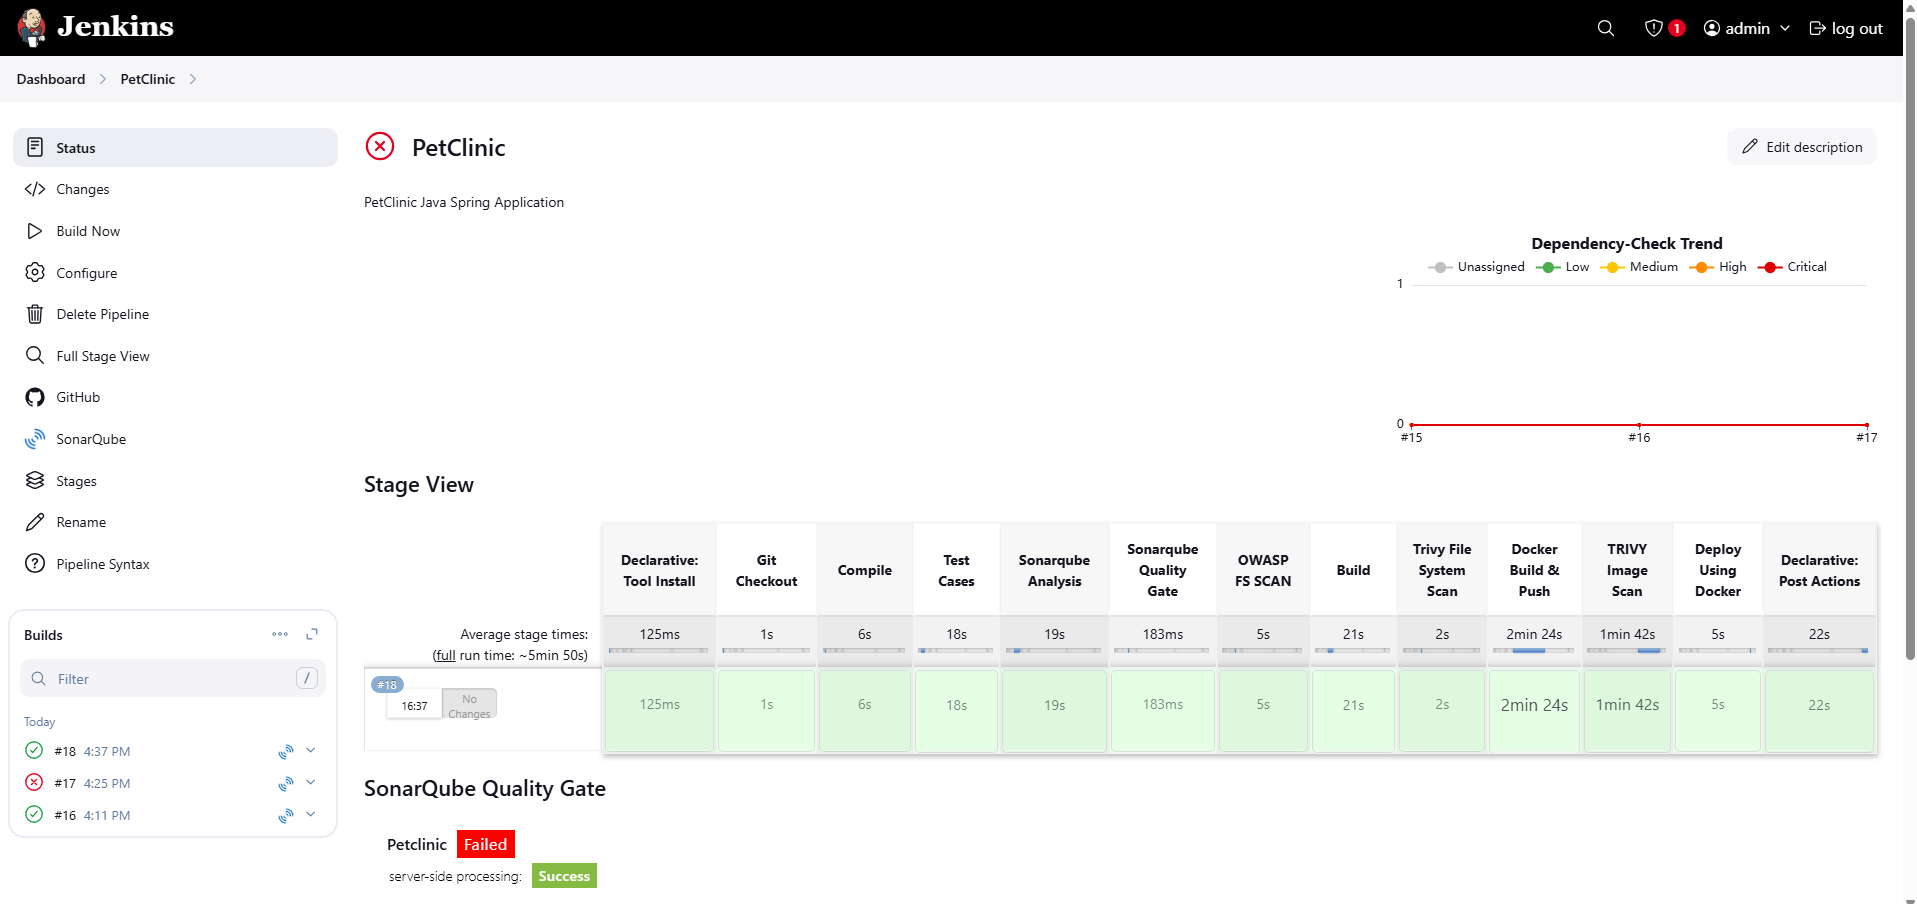 Jenkins
1
admin
log out
Dashboard
PetClinic
Status
Changes
Build Now
Configure
Delete Pipeline
Full Stage View
GitHub
SonarQube
Stages
Rename
Pipeline Syntax
Builds
Filter
/
Today
#18 4:37 PM
#17 4:25 PM
#16 4:11 PM
PetClinic
Edit description
PetClinic Java Spring Application
Dependency-Check Trend
Unassigned Low Medium High Critical
1
0
#15 #16 #17
Stage View
Declarative:
Tool Install
Git
Checkout
Compile
Test
Cases
Sonarqube
Analysis
Sonarqube
Quality
Gate
OWASP
FS SCAN
Build
Trivy File
System
Scan
Docker
Build &
Push
TRIVY
Image
Scan
Deploy
Using
Docker
Declarative:
Post Actions
Average stage times:
(full run time: ~5min 50s)
125ms 1s 6s 18s 19s 183ms 5s 21s 2s 2min 24s 1min 42s 5s 22s
#18
16:37
No
Changes
125ms 1s 6s 18s 19s 183ms 5s 21s 2s 2min 24s 1min 42s 5s 22s
SonarQube Quality Gate
Petclinic Failed
server-side processing: Success